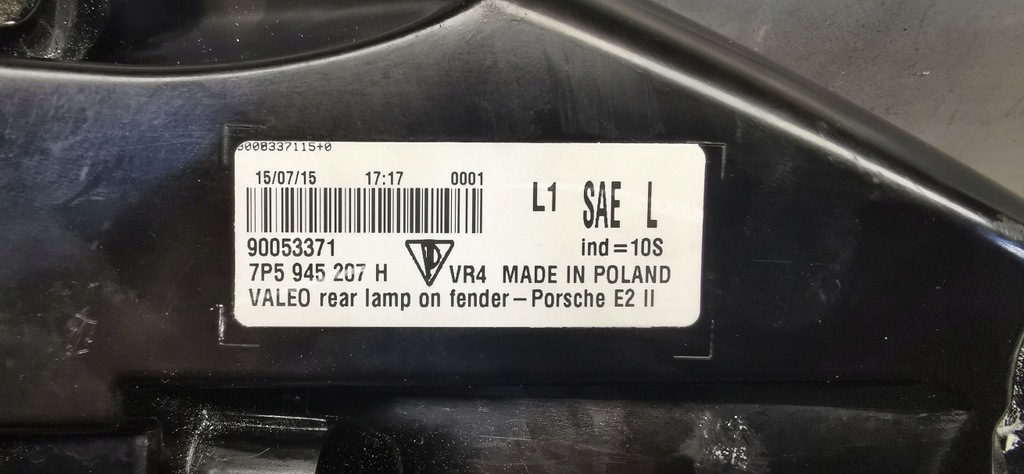 15/07/15 17:17 0001
L1 SAE L
90053371 ind=10S
7P5 945 207 H VR4 MADE IN POLAND
VALEO rear lamp on fender-Porsche E2 II